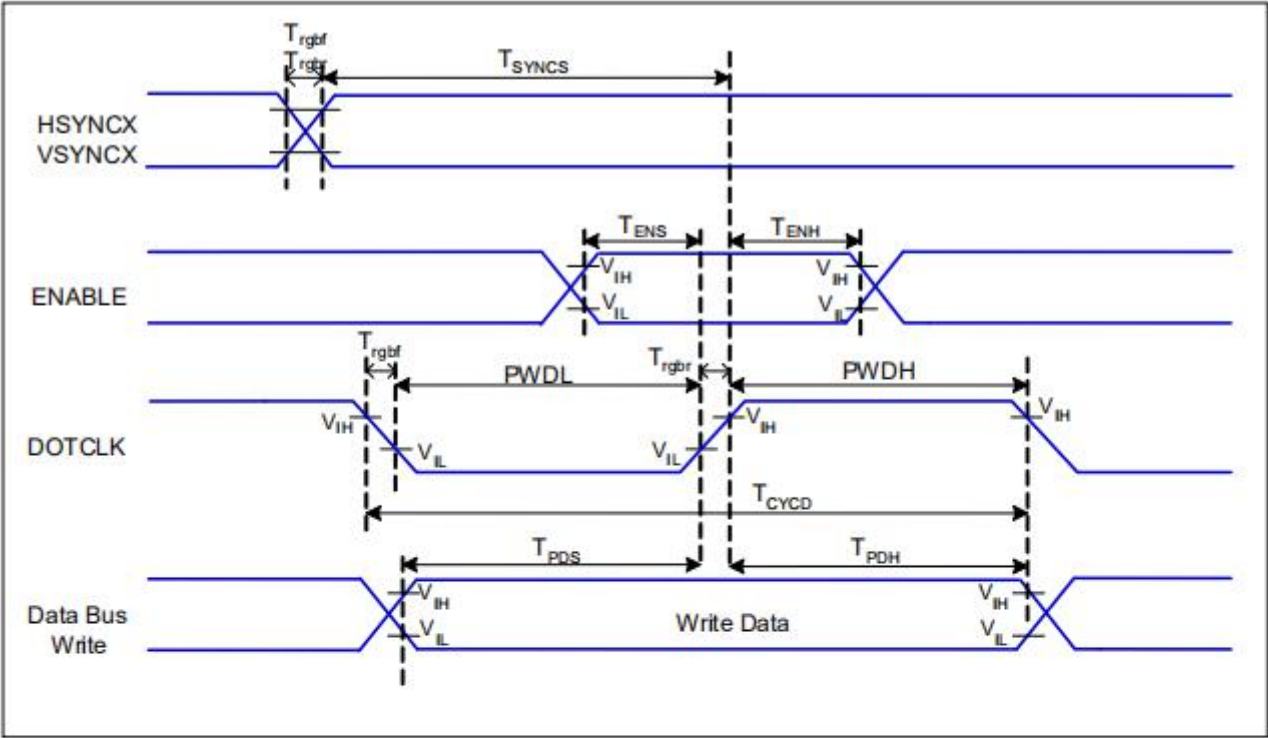 Trgbf
Trgbr
TSYNCS
HSYNCX
VSYNCX
TENS
TENH
VIH
VIH
ENABLE
VIL
VIL
Trgbf
Trgbr
PWDL
PWDH
VIH
VIH
VIH
DOTCLK
VIL
VIL
TCYCD
TPDS
TPDH
VIH
VIH
Data Bus
Write
Write Data
VIL
VIL